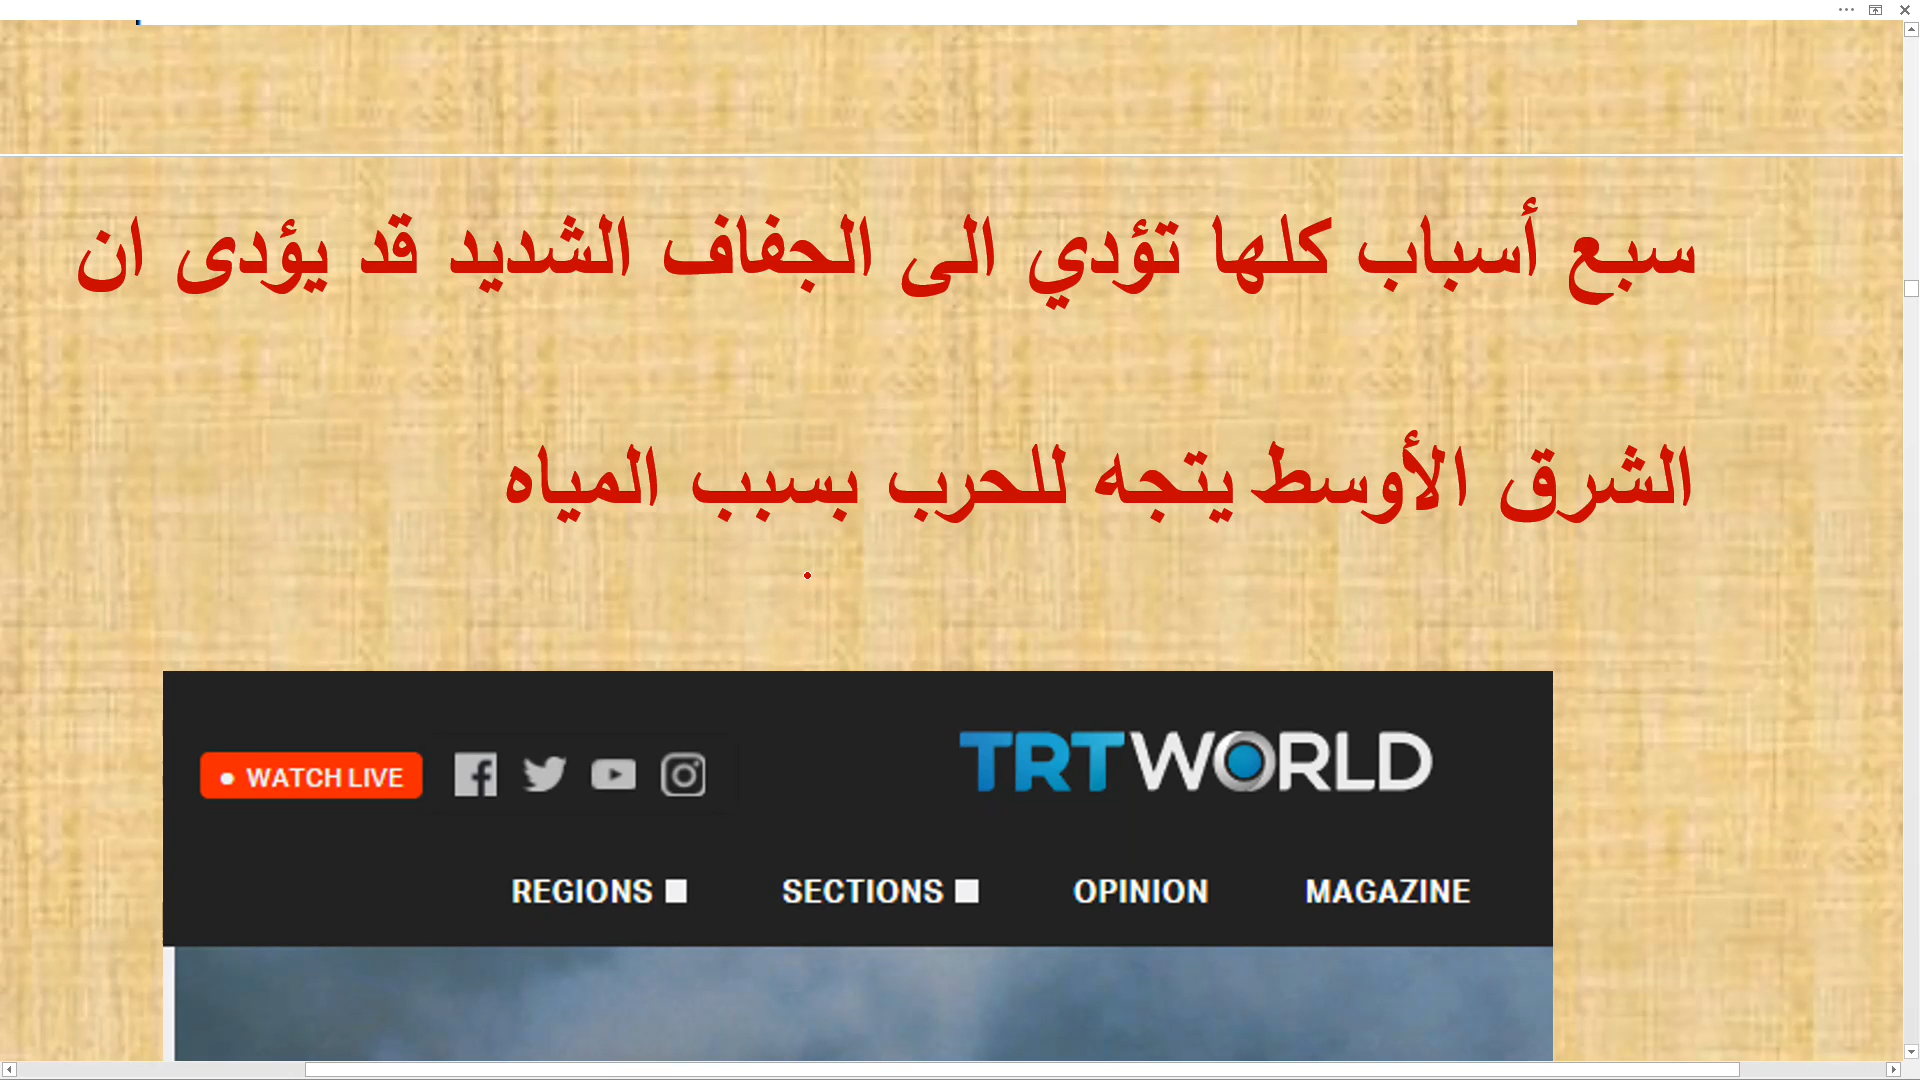 سبع أسباب كلها تؤدي الى الجفاف الشديد قد يؤدى ان
الشرق الأوسط يتجه للحرب بسبب المياه
WATCH LIVE
TRT WORLD
REGIONS SECTIONS OPINION MAGAZINE